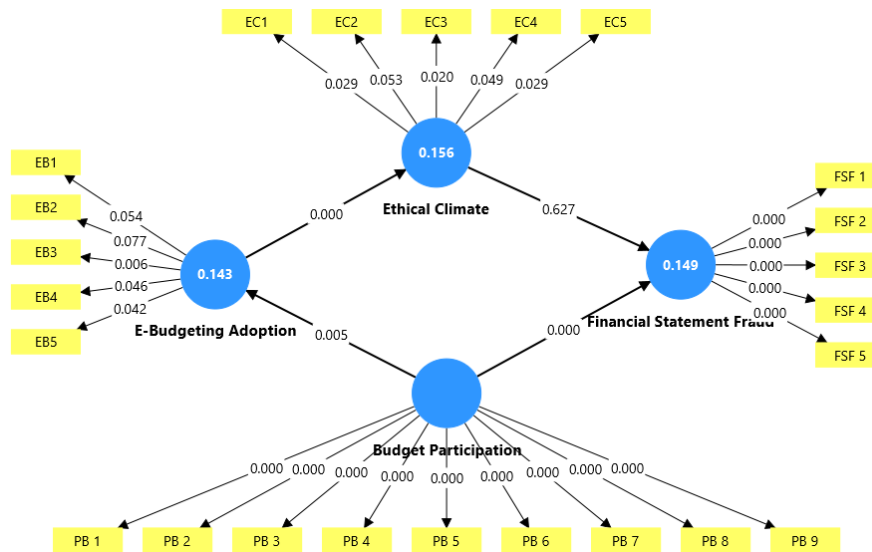 EC1 EC2 EC3 EC4 EC5
0.029 0.053 0.020 0.049 0.029
0.156
Ethical Climate
EB1
EB2
EB3
EB4
EB5
0.054
0.077
0.006
0.046
0.042
0.143
E-Budgeting Adoption
0.000
0.627
0.005
0.000
FSF 1
FSF 2
FSF 3
FSF 4
FSF 5
0.000
0.000
0.000
0.000
0.000
0.149
Financial Statement Fraud
Budget Participation
0.000 0.000 0.000 0.000 0.000 0.000 0.000 0.000 0.000
PB 1 PB 2 PB 3 PB 4 PB 5 PB 6 PB 7 PB 8 PB 9